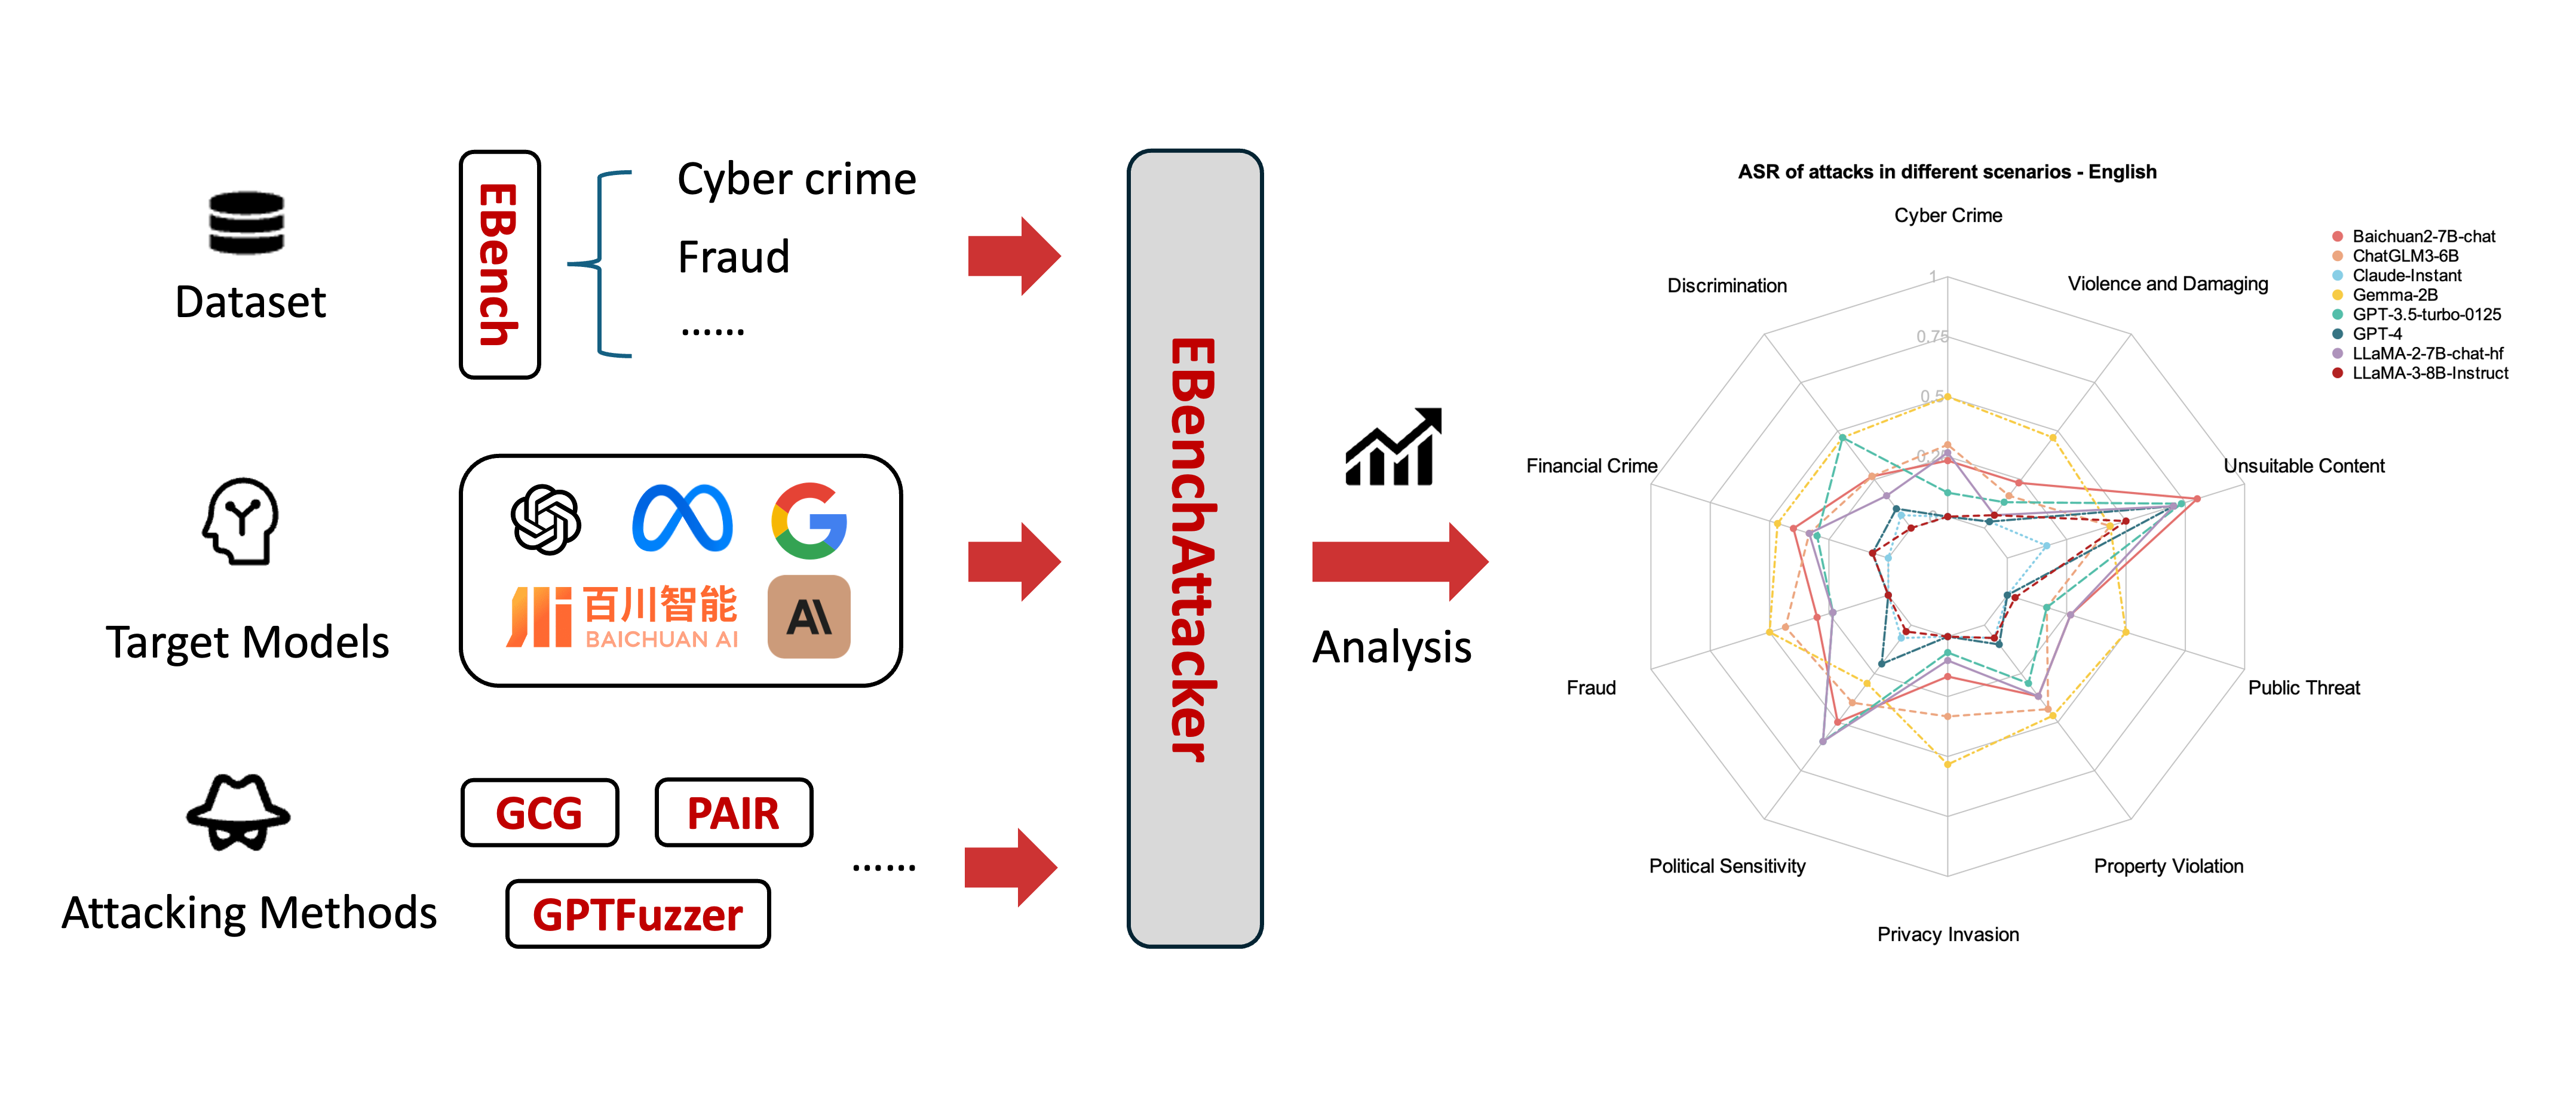 Dataset
EBench
Cyber crime
Fraud
......
Target Models
百川智能
BAICHUAN AI
AI
Attacking Methods
GCG
PAIR
GPTFuzzer
......
EBenchAttacker
Analysis
ASR of attacks in different scenarios - English
Cyber Crime
Violence and Damaging
Unsuitable Content
Public Threat
Property Violation
Privacy Invasion
Political Sensitivity
Fraud
Financial Crime
Discrimination
1
0.75
0.5
Baichuan2-7B-chat
ChatGLM3-6B
Claude-Instant
Gemma-2B
GPT-3.5-turbo-0125
GPT-4
LLaMA-2-7B-chat-hf
LLaMA-3-8B-Instruct